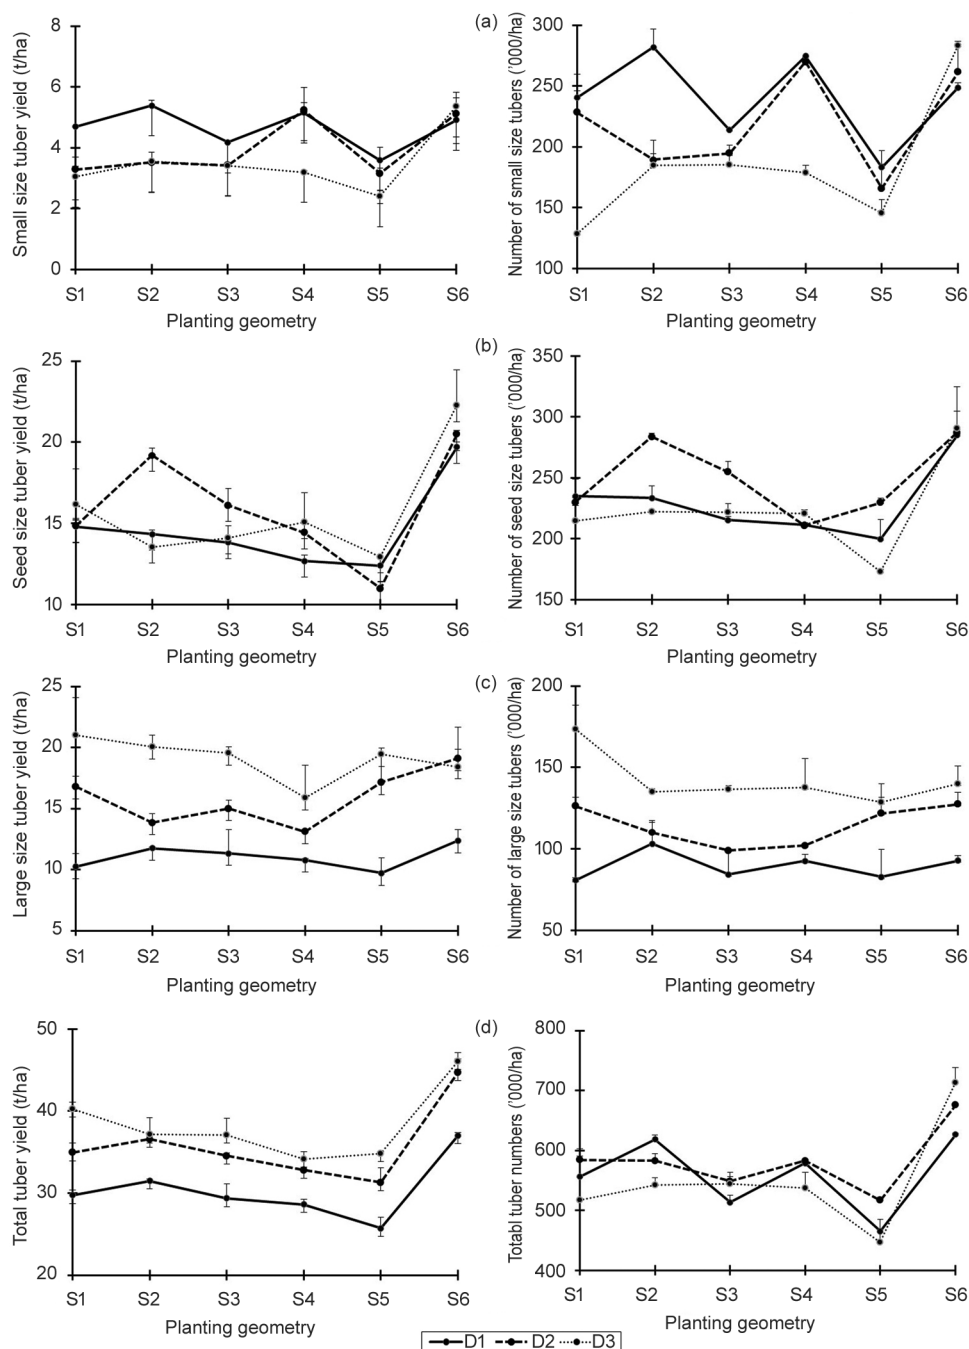 (a)
Small size tuber yield (t/ha)
8
6
4
2
0
S1 S2 S3 S4 S5 S6
Planting geometry
Number of small size tubers ('000/ha)
300
250
200
150
100
S1 S2 S3 S4 S5 S6
Planting geometry
(b)
Seed size tuber yield (t/ha)
25
20
15
10
S1 S2 S3 S4 S5 S6
Planting geometry
Number of seed size tubers ('000/ha)
350
300
250
200
150
S1 S2 S3 S4 S5 S6
Planting geometry
(c)
Large size tuber yield (t/ha)
25
20
15
10
5
S1 S2 S3 S4 S5 S6
Planting geometry
Number of large size tubers ('000/ha)
200
150
100
50
S1 S2 S3 S4 S5 S6
Planting geometry
(d)
Total tuber yield (t/ha)
50
40
30
20
S1 S2 S3 S4 S5 S6
Planting geometry
Totabl tuber numbers ('000/ha)
800
700
600
500
400
S1 S2 S3 S4 S5 S6
Planting geometry
D1 D2 D3